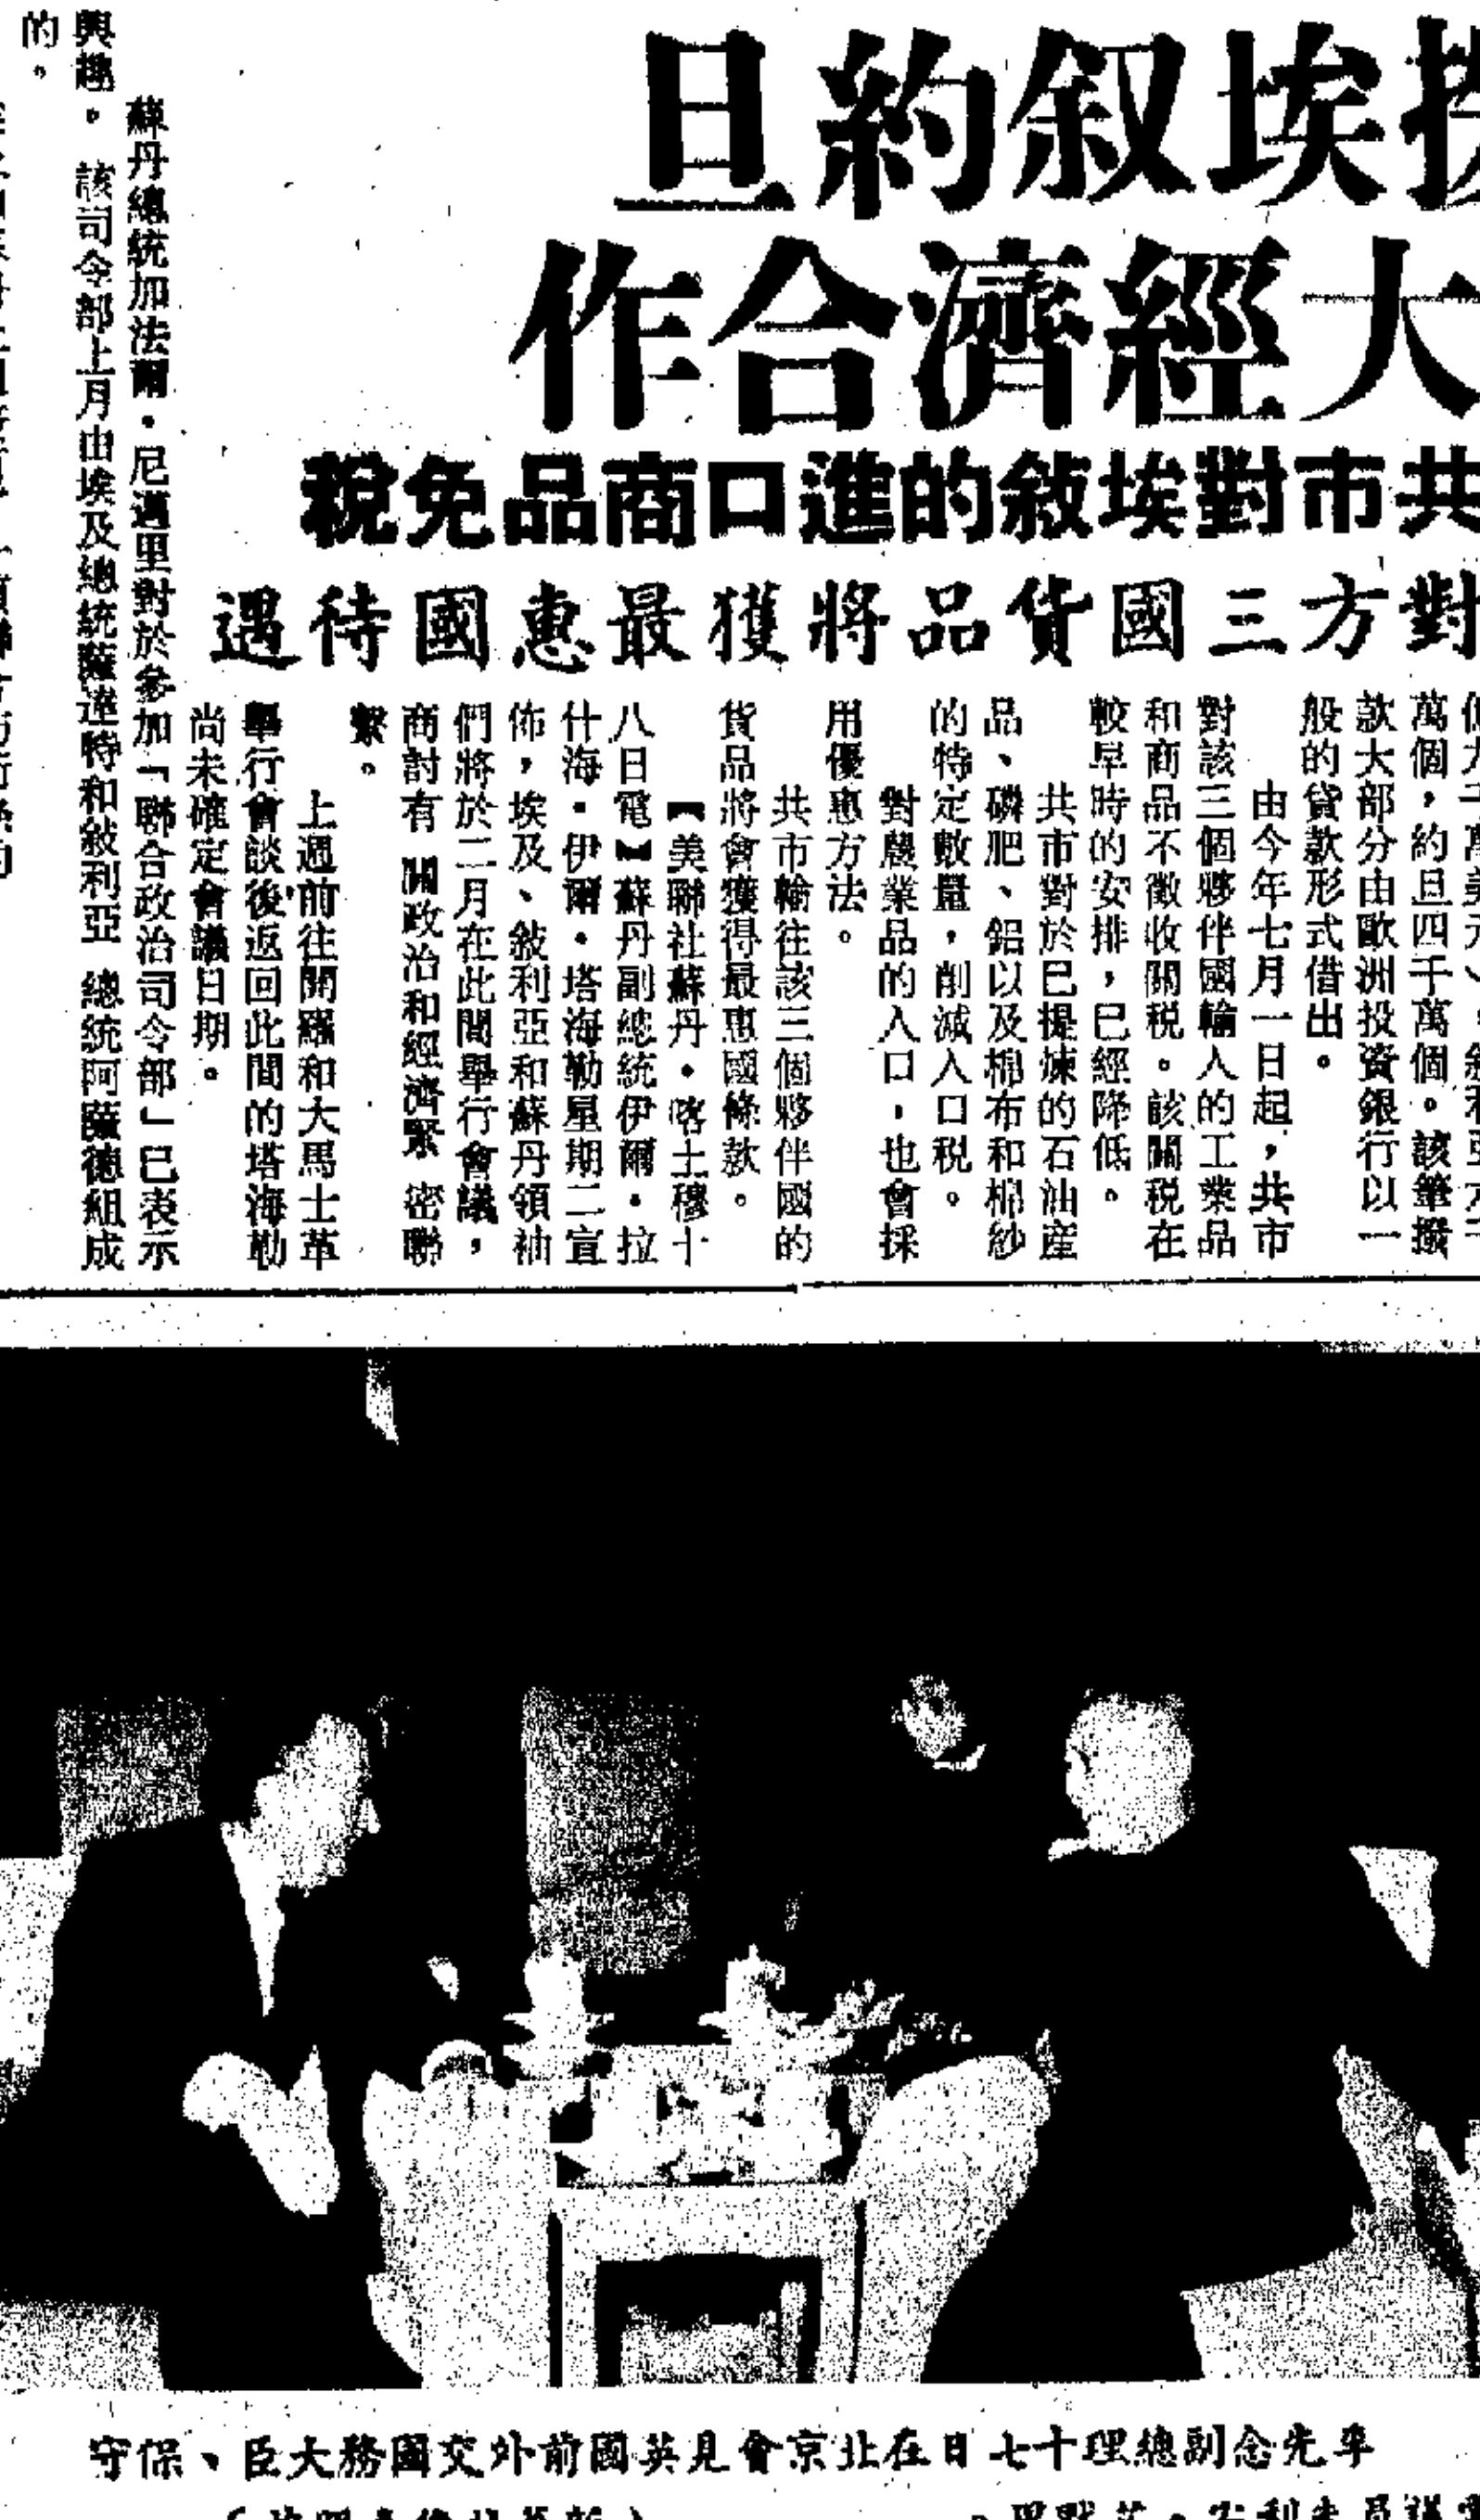 埃叙約旦
大經濟合作
共市對埃敍的進口商品免稅
對方三國貨品將獲最惠國待遇
萬個,約旦四千萬個。該筆撥
款大部分由歐洲投資銀行以一
般的貸款形式借出。
由今年七月一日起,共市
對該三個夥伴國輸入的工業品
和商品不徵收關税。該關税在
較早時的安排,已經降低。
共市對於已提煉的石油産
品、磷肥、鋁以及棉布和棉紗
的特定數量,削減入口税。
對農業品的入口,也會採
用優惠方法。
共市輸往該三個夥伴國的
貨品將會獲得最惠國條款。
【美聯社蘇丹·喀土穆十
八日電】蘇丹副總統伊爾·拉
什海·伊爾·塔海勒星期二宣
佈,埃及、敍利亞和蘇丹領袖
們將於二月在此間舉行會議,
商討有關政治和經濟緊密聯
繫。
上週前往開羅和大馬士革
舉行會談後返回此間的塔海勒
尚未確定會議日期。
蘇丹總統加法爾·尼邁里對於參加「聯合政治司令部」已表示
興趣。該司令部上月由埃及總統薩達特和敍利亞總統阿薩德組成
的。
李先念副總理十七日在北京會見英國前外交國務大臣、保守